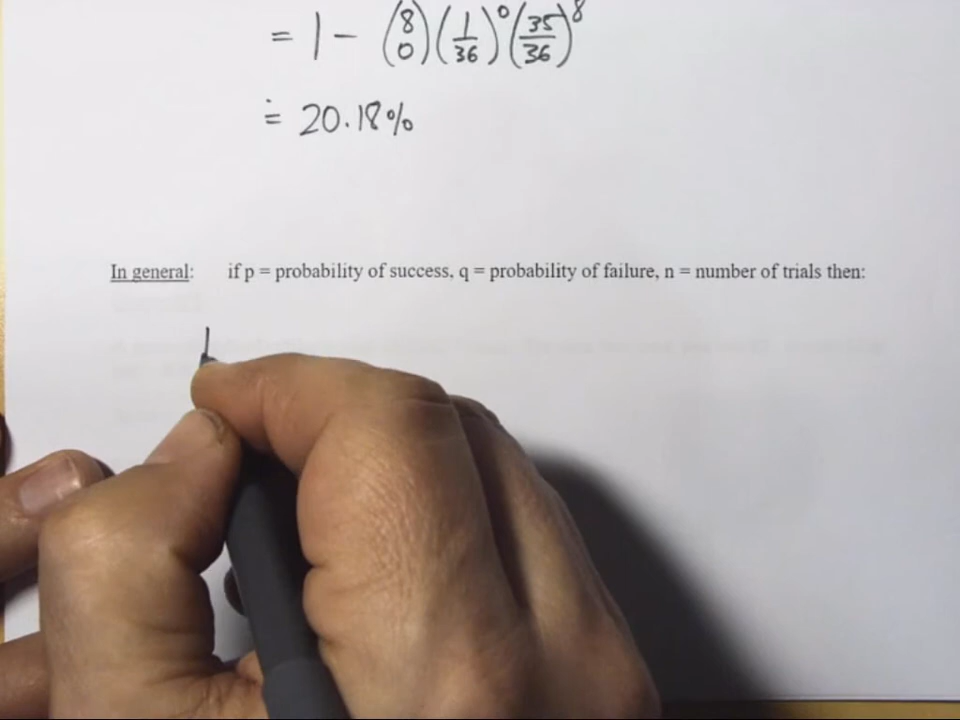 = 1 - (8 0) (1/36)^0 (35/36)^8
≐ 20.18%
In general: if p = probability of success, q = probability of failure, n = number of trials then: